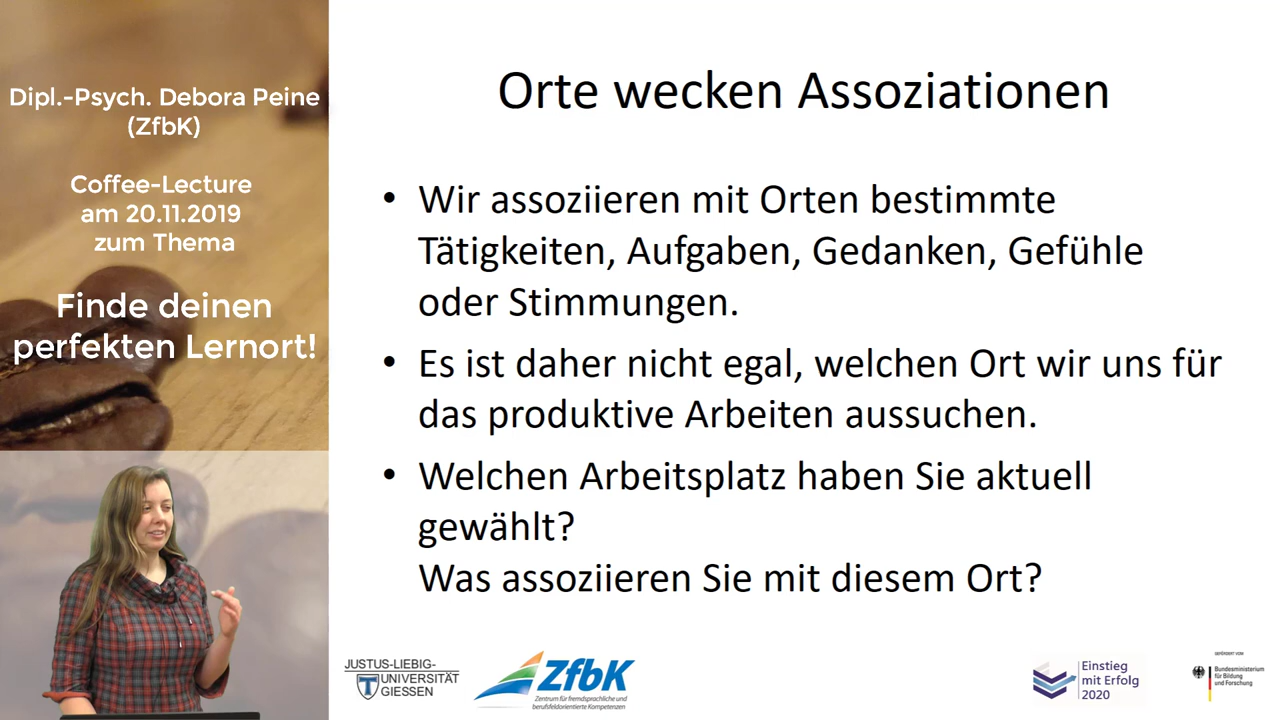 Dipl.-Psych. Debora Peine
(ZfbK)
Coffee-Lecture
am 20.11.2019
zum Thema
Finde deinen
perfekten Lernort!
Orte wecken Assoziationen
• Wir assoziieren mit Orten bestimmte
Tätigkeiten, Aufgaben, Gedanken, Gefühle
oder Stimmungen.
• Es ist daher nicht egal, welchen Ort wir uns für
das produktive Arbeiten aussuchen.
• Welchen Arbeitsplatz haben Sie aktuell
gewählt?
Was assoziieren Sie mit diesem Ort?
JUSTUS-LIEBIG-
UNIVERSITÄT
GIESSEN
ZfbK
Zentrum für fremdsprachliche und
berufsfeldorientierte Kompetenzen
Einstieg
mit Erfolg
2020
GEFÖRDERT VOM
Bundesministerium
für Bildung
und Forschung